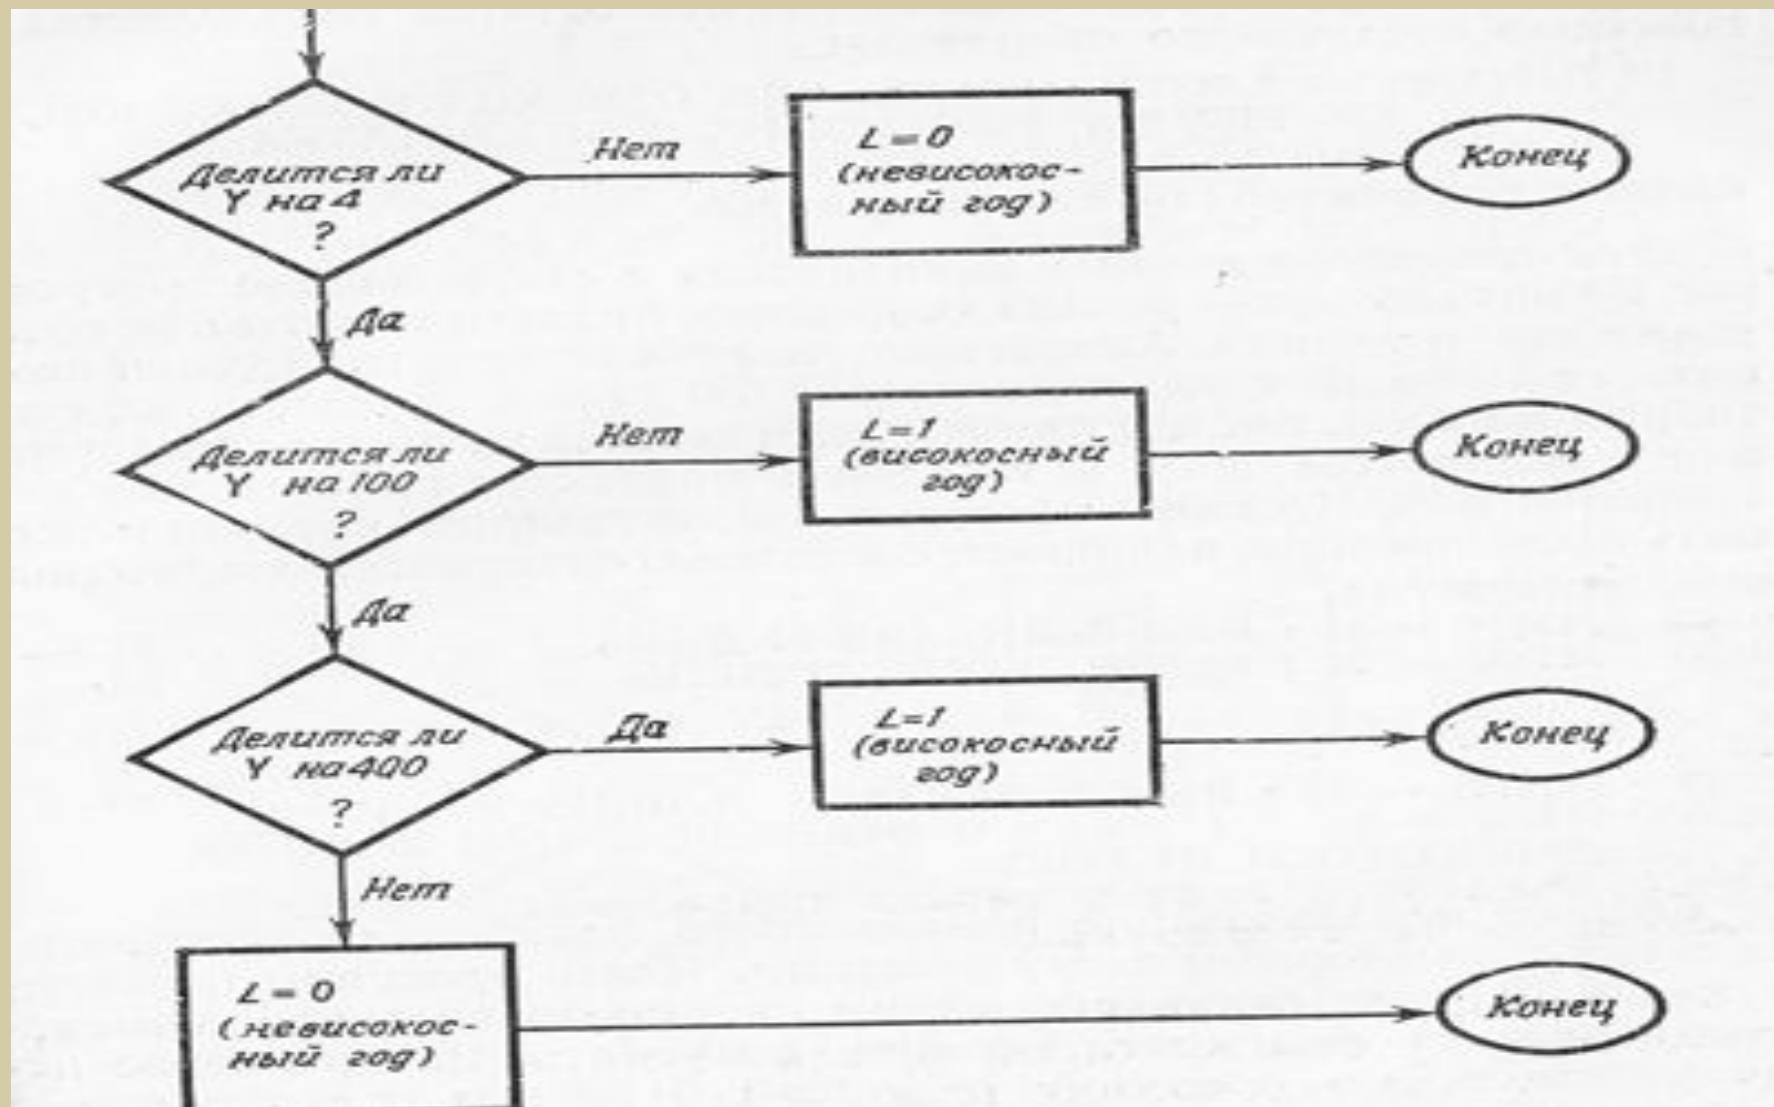 Делится ли
Y на 4
?
Нет
L = 0
(невисокос-
ный год)
Конец
Да
Делится ли
Y на 100
?
Нет
L=1
(високосный
год)
Конец
Да
Делится ли
Y на 400
?
Да
L=1
(високосный
год)
Конец
Нет
L = 0
(невисокос-
ный год)
Конец